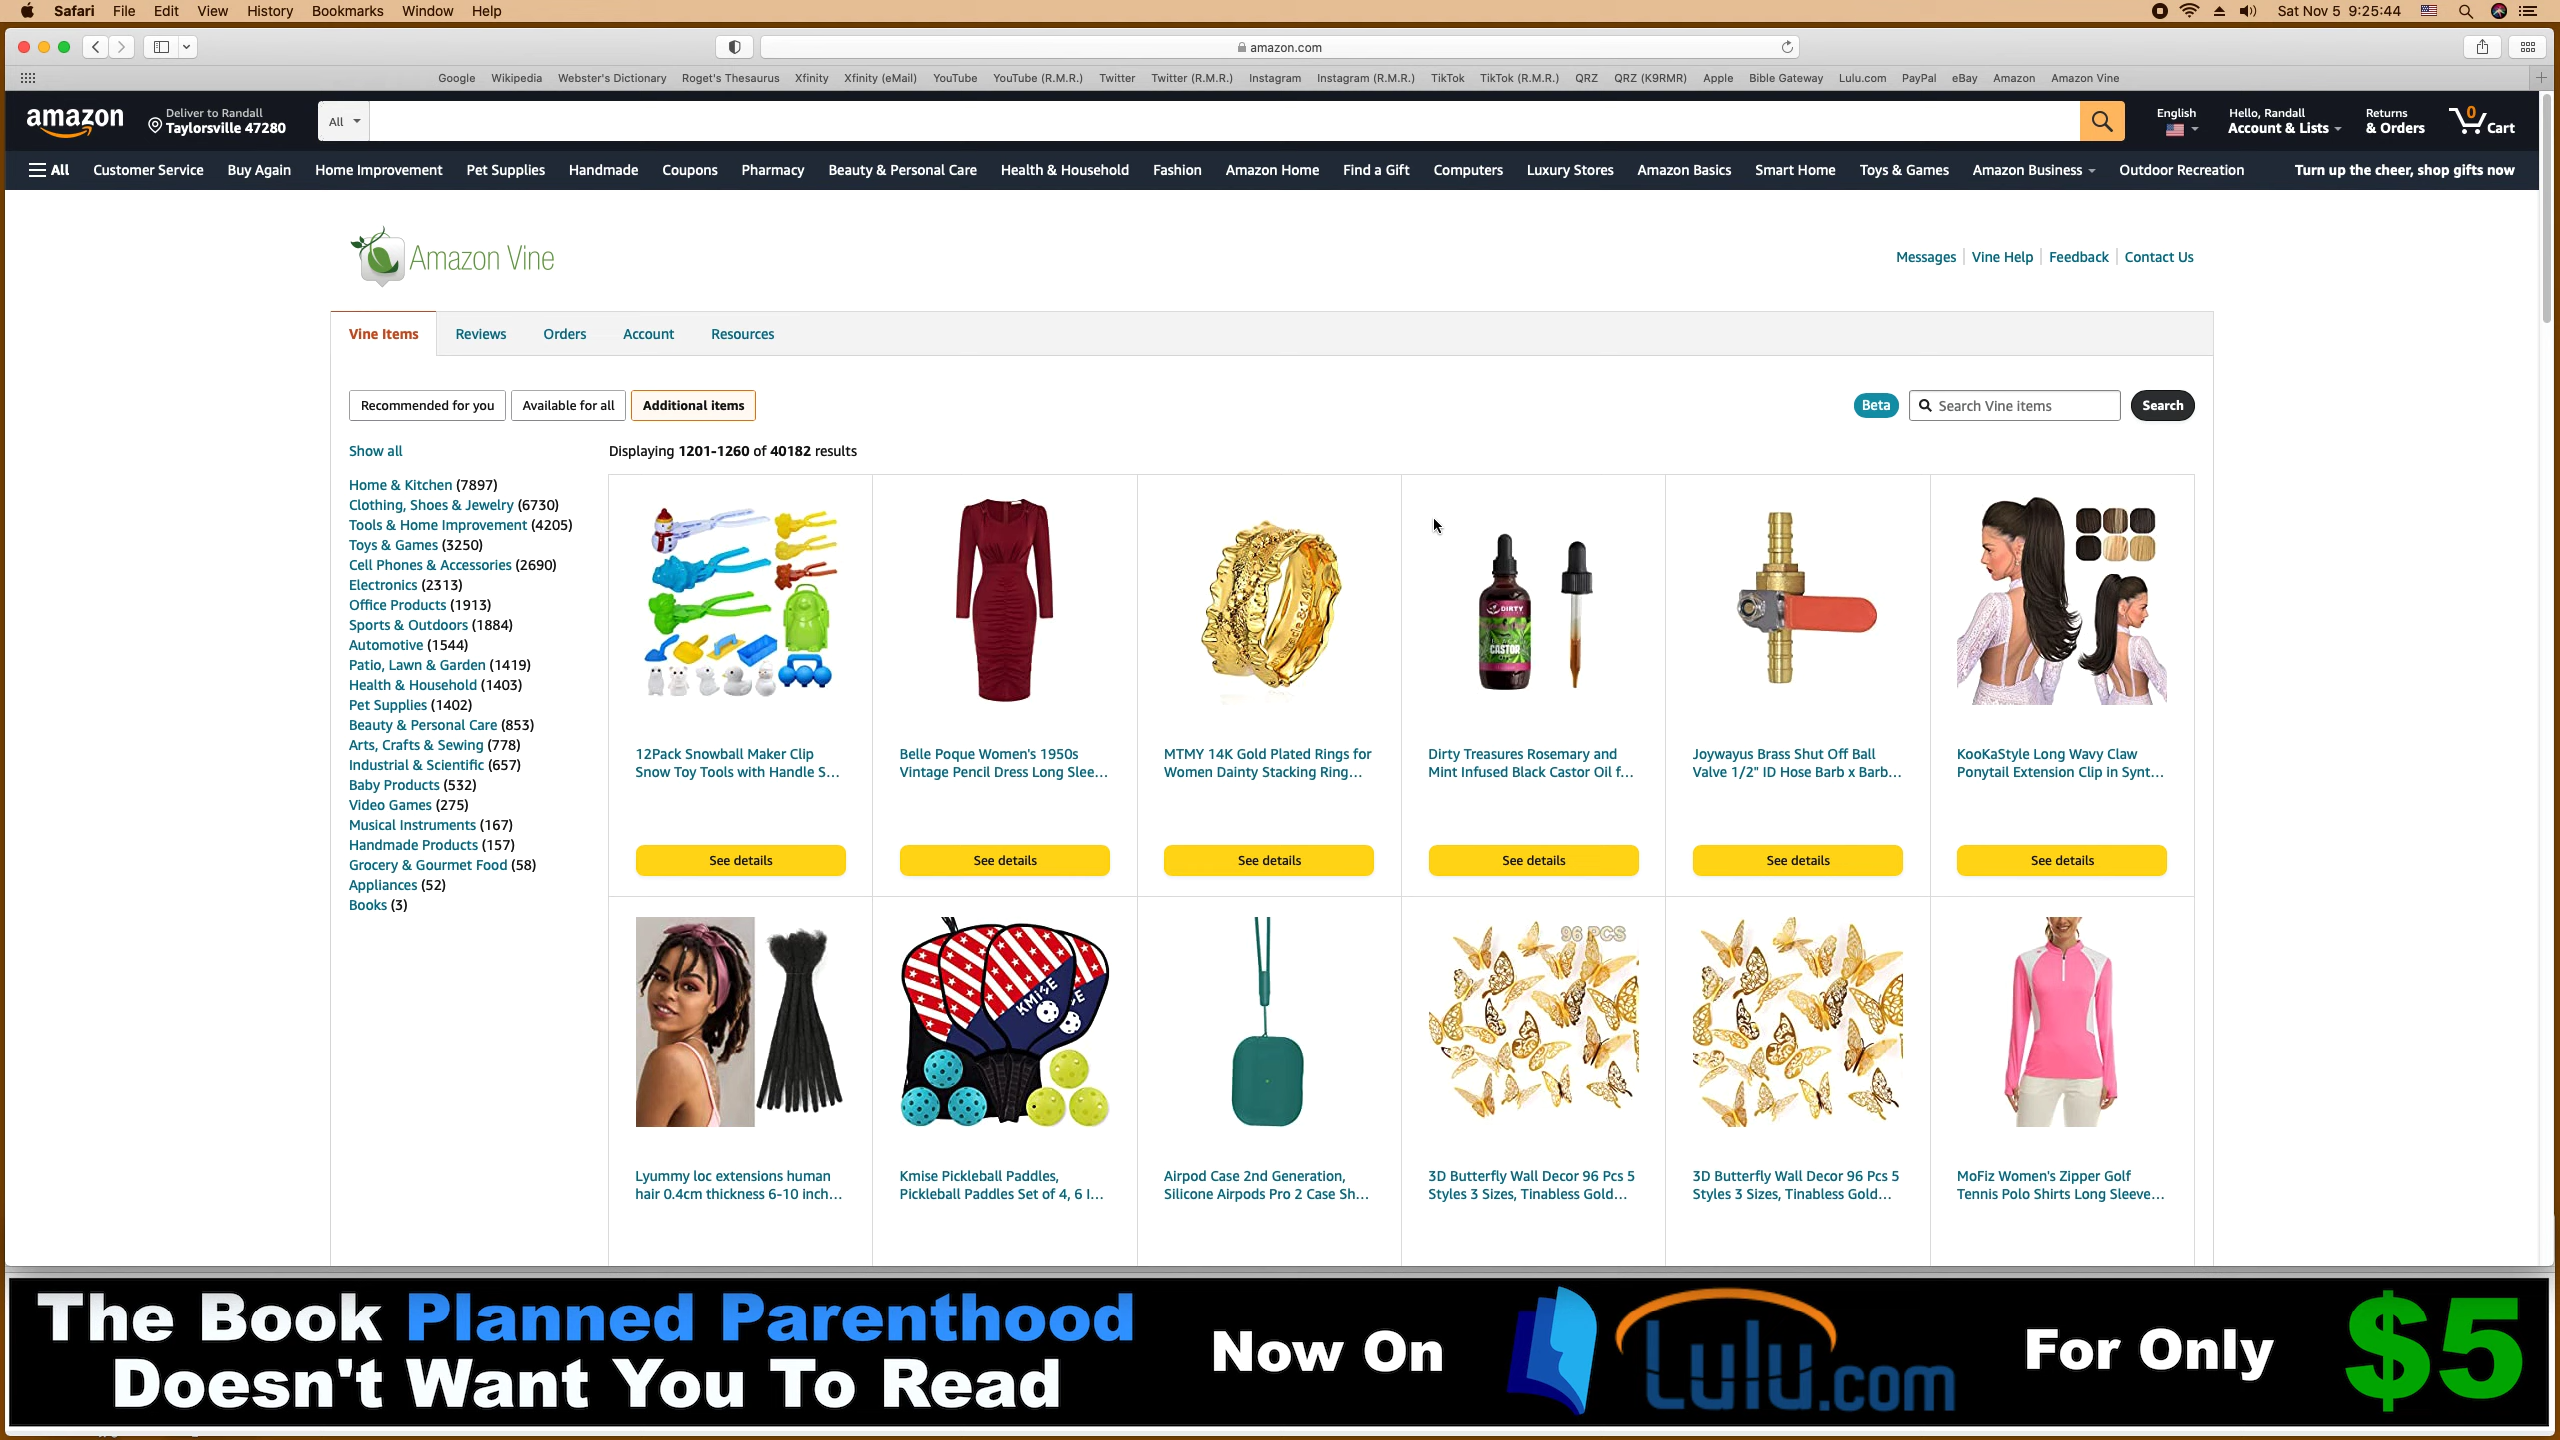 Safari File Edit View History Bookmarks Window Help Sat Nov 5 9:25:44
amazon.com
Google Wikipedia Webster's Dictionary Roget's Thesaurus Xfinity Xfinity (eMail) YouTube YouTube (R.M.R.) Twitter Twitter (R.M.R.) Instagram Instagram (R.M.R.) TikTok TikTok (R.M.R.) QRZ QRZ (K9RMR) Apple Bible Gateway Lulu.com PayPal eBay Amazon Amazon Vine
amazon
Deliver to Randall
Taylorsville 47280
All
English
Hello, Randall
Account & Lists
Returns
& Orders
0
Cart
All Customer Service Buy Again Home Improvement Pet Supplies Handmade Coupons Pharmacy Beauty & Personal Care Health & Household Fashion Amazon Home Find a Gift Computers Luxury Stores Amazon Basics Smart Home Toys & Games Amazon Business Outdoor Recreation Turn up the cheer, shop gifts now
Amazon Vine
Messages Vine Help Feedback Contact Us
Vine Items Reviews Orders Account Resources
Recommended for you Available for all Additional items
Beta Search Vine items Search
Show all
Displaying 1201-1260 of 40182 results
Home & Kitchen (7897)
Clothing, Shoes & Jewelry (6730)
Tools & Home Improvement (4205)
Toys & Games (3250)
Cell Phones & Accessories (2690)
Electronics (2313)
Office Products (1913)
Sports & Outdoors (1884)
Automotive (1544)
Patio, Lawn & Garden (1419)
Health & Household (1403)
Pet Supplies (1402)
Beauty & Personal Care (853)
Arts, Crafts & Sewing (778)
Industrial & Scientific (657)
Baby Products (532)
Video Games (275)
Musical Instruments (167)
Handmade Products (157)
Grocery & Gourmet Food (58)
Appliances (52)
Books (3)
DIRTY
CASTOR
12Pack Snowball Maker Clip
Snow Toy Tools with Handle S...
See details
Belle Poque Women's 1950s
Vintage Pencil Dress Long Slee...
See details
MTMY 14K Gold Plated Rings for
Women Dainty Stacking Ring...
See details
Dirty Treasures Rosemary and
Mint Infused Black Castor Oil f...
See details
Joywayus Brass Shut Off Ball
Valve 1/2" ID Hose Barb x Barb...
See details
KooKaStyle Long Wavy Claw
Ponytail Extension Clip in Synt...
See details
KMISE
96 PCS
Lyummy loc extensions human
hair 0.4cm thickness 6-10 inch...
Kmise Pickleball Paddles,
Pickleball Paddles Set of 4, 6 I...
Airpod Case 2nd Generation,
Silicone Airpods Pro 2 Case Sh...
3D Butterfly Wall Decor 96 Pcs 5
Styles 3 Sizes, Tinabless Gold...
3D Butterfly Wall Decor 96 Pcs 5
Styles 3 Sizes, Tinabless Gold...
MoFiz Women's Zipper Golf
Tennis Polo Shirts Long Sleeve...
The Book Planned Parenthood
Doesn't Want You To Read
Now On
Lulu.com
For Only
$5